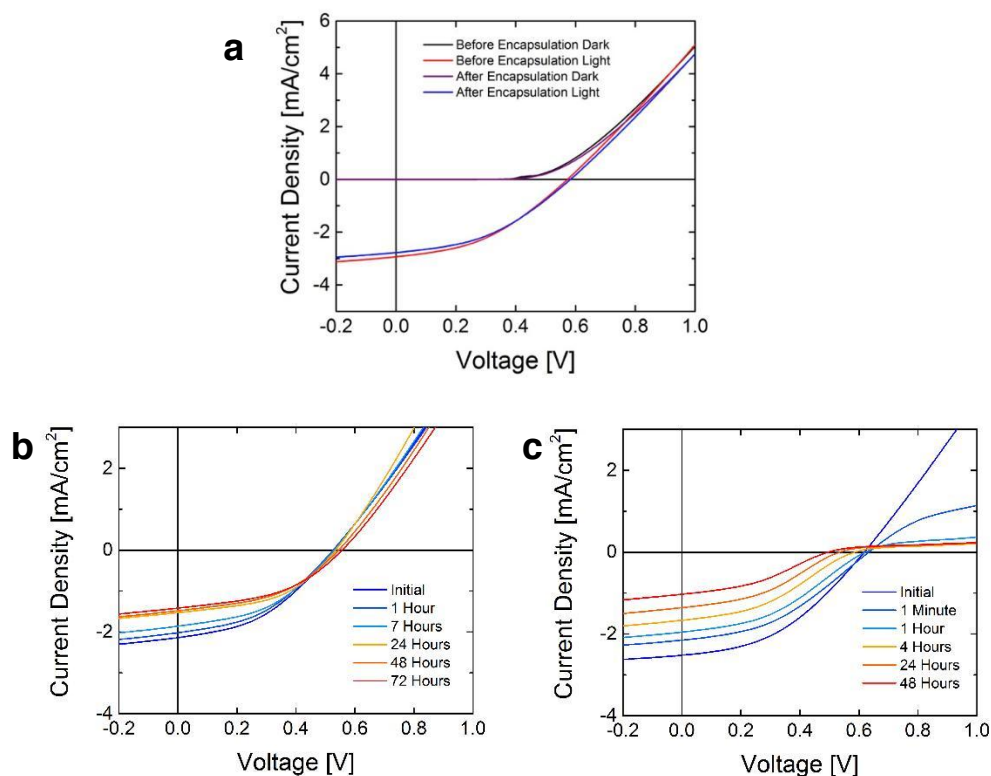 a
6
4
2
0
-2
-4
Current Density [mA/cm²]
Before Encapsulation Dark
Before Encapsulation Light
After Encapsulation Dark
After Encapsulation Light
-0.2 0.0 0.2 0.4 0.6 0.8 1.0
Voltage [V]
b
2
0
-2
-4
Current Density [mA/cm²]
Initial
1 Hour
7 Hours
24 Hours
48 Hours
72 Hours
-0.2 0.0 0.2 0.4 0.6 0.8 1.0
Voltage [V]
c
2
0
-2
-4
Current Density [mA/cm²]
Initial
1 Minute
1 Hour
4 Hours
24 Hours
48 Hours
-0.2 0.0 0.2 0.4 0.6 0.8 1.0
Voltage [V]